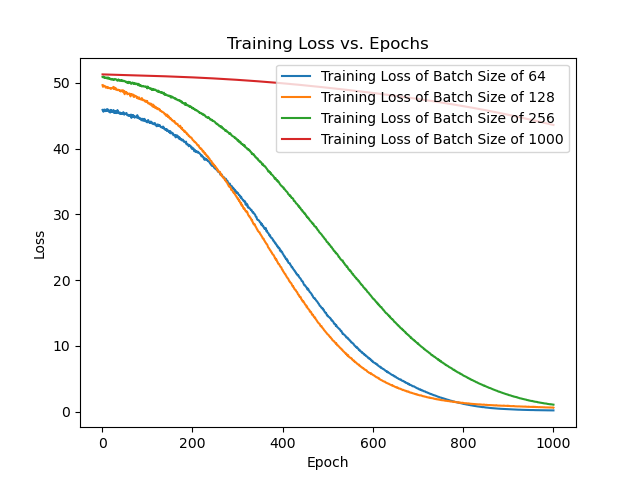 Training Loss vs. Epochs
Training Loss of Batch Size of 64
Training Loss of Batch Size of 128
Training Loss of Batch Size of 256
Training Loss of Batch Size of 1000
Loss
50
40
30
20
10
0
0 200 400 600 800 1000
Epoch